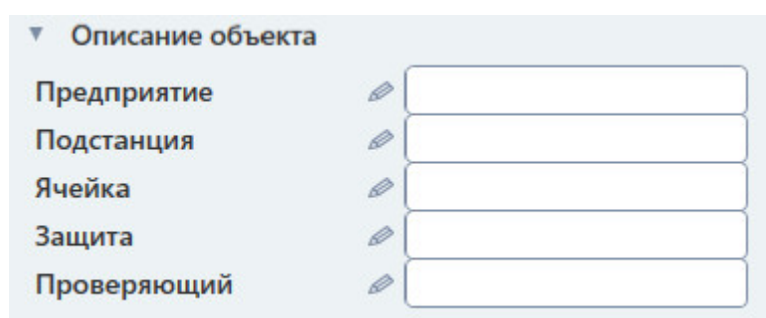 Описание объекта
Предприятие
Подстанция
Ячейка
Защита
Проверяющий